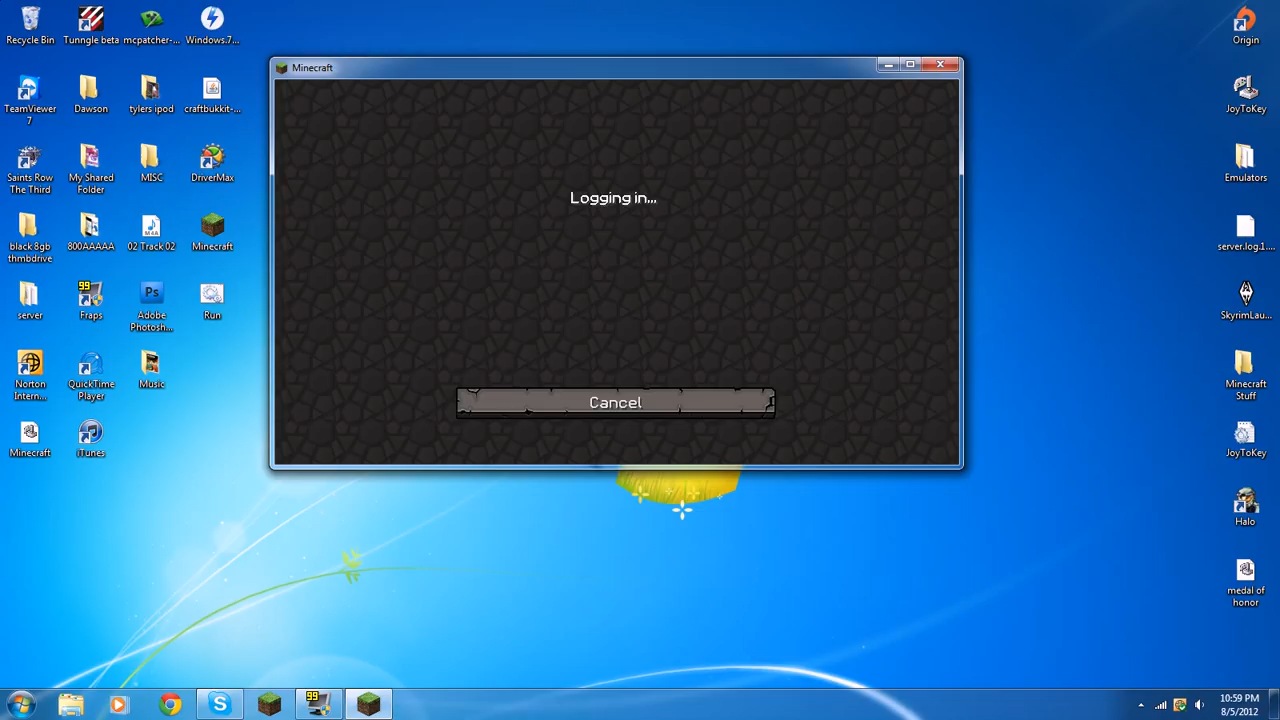 Recycle Bin
Tunngle beta
mcpatcher-...
Windows.7...
TeamViewer
7
Dawson
tylers ipod
craftbukkit-...
Saints Row
The Third
My Shared
Folder
MISC
DriverMax
black 8gb
thmbdrive
800AAAAA
02 Track 02
Minecraft
server
99
Fraps
Ps
Adobe
Photosh...
Run
Norton
Intern...
QuickTime
Player
Music
Minecraft
iTunes
Minecraft
Logging in...
Cancel
Origin
JoyToKey
Emulators
server.log.1....
SkyrimLau...
Minecraft
Stuff
JoyToKey
Halo
medal of
honor
99
10:59 PM
8/5/2012